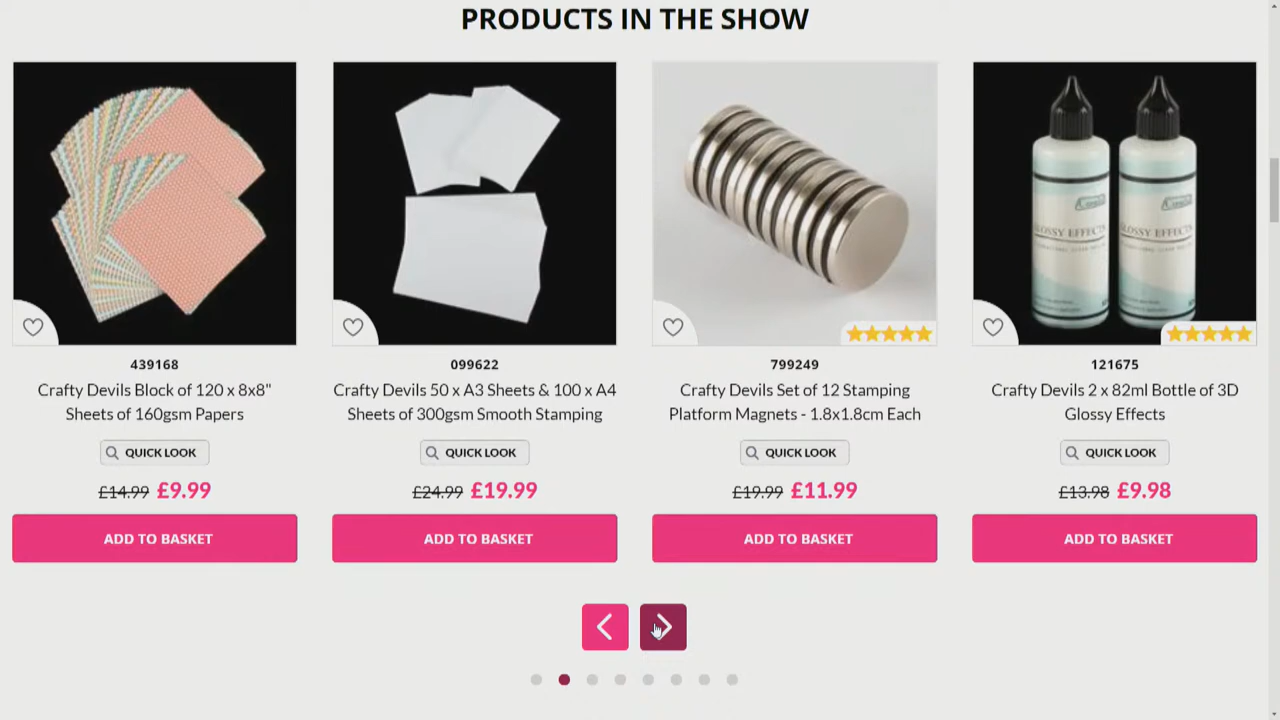 PRODUCTS IN THE SHOW
GLOSSY EFFECTS
GLOSSY EFFECTS
439168
099622
799249
121675
Crafty Devils Block of 120 x 8x8"
Sheets of 160gsm Papers
Crafty Devils 50 x A3 Sheets & 100 x A4
Sheets of 300gsm Smooth Stamping
Crafty Devils Set of 12 Stamping
Platform Magnets - 1.8x1.8cm Each
Crafty Devils 2 x 82ml Bottle of 3D
Glossy Effects
QUICK LOOK
QUICK LOOK
QUICK LOOK
QUICK LOOK
£14.99 £9.99
£24.99 £19.99
£19.99 £11.99
£13.98 £9.98
ADD TO BASKET
ADD TO BASKET
ADD TO BASKET
ADD TO BASKET